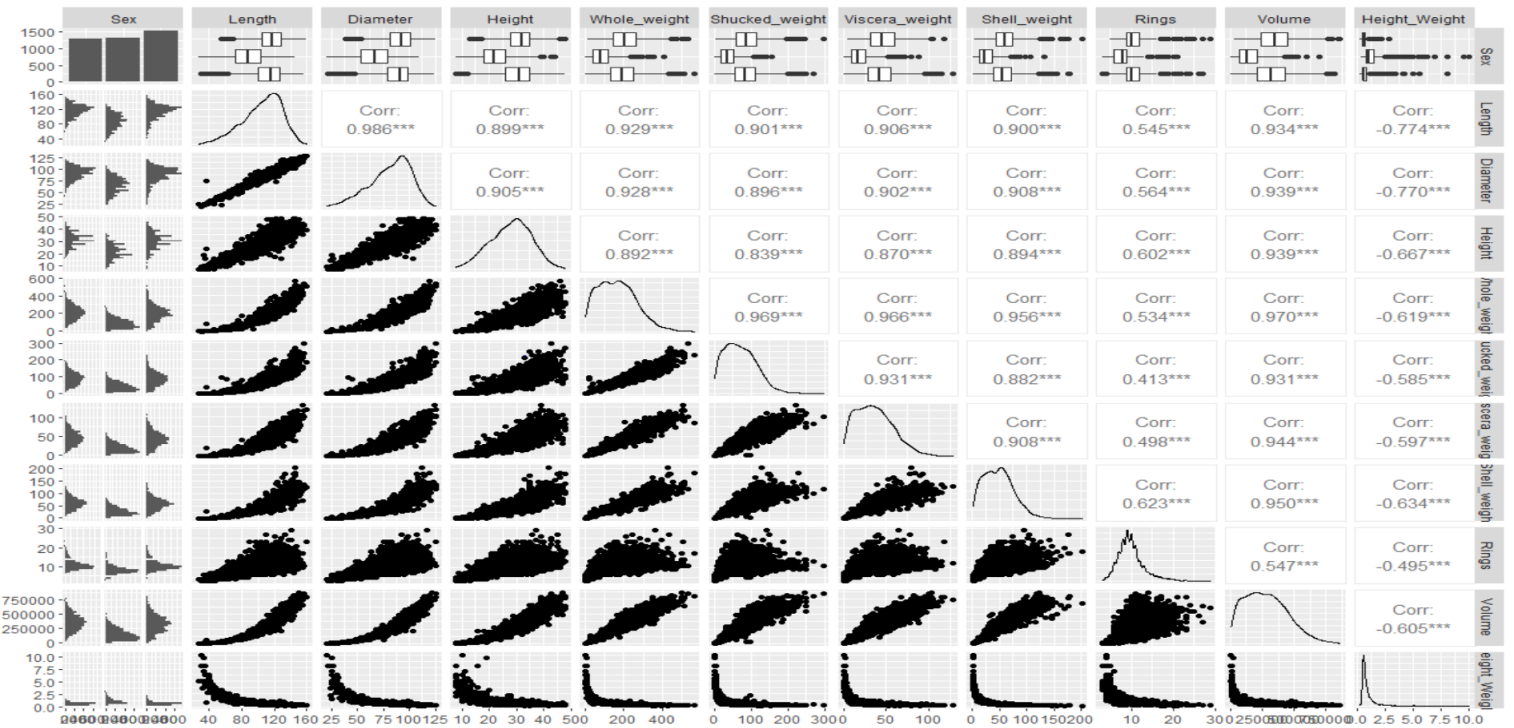 Sex Length Diameter Height Whole_weight Shucked_weight Viscera_weight Shell_weight Rings Volume Height_Weight
1500
1000
500
0
Sex
160
120
80
40
Corr: Corr: Corr: Corr: Corr: Corr: Corr: Corr: Corr:
0.986*** 0.899*** 0.929*** 0.901*** 0.906*** 0.900*** 0.545*** 0.934*** -0.774***
Length
125
100
75
50
25
Corr: Corr: Corr: Corr: Corr: Corr: Corr: Corr:
0.905*** 0.928*** 0.896*** 0.902*** 0.908*** 0.564*** 0.939*** -0.770***
Diameter
50
40
30
20
10
Corr: Corr: Corr: Corr: Corr: Corr: Corr:
0.892*** 0.839*** 0.870*** 0.894*** 0.602*** 0.939*** -0.667***
Height
600
400
200
0
Corr: Corr: Corr: Corr: Corr: Corr:
0.969*** 0.966*** 0.956*** 0.534*** 0.970*** -0.619***
hole_weigh
300
200
100
0
Corr: Corr: Corr: Corr: Corr:
0.931*** 0.882*** 0.413*** 0.931*** -0.585***
ucked_wei
100
50
0
Corr: Corr: Corr: Corr:
0.908*** 0.498*** 0.944*** -0.597***
scera_weig
200
150
100
50
0
Corr: Corr: Corr:
0.623*** 0.950*** -0.634***
hell_weigh
30
20
10
Corr: Corr:
0.547*** -0.495***
Rings
750000
500000
250000
0
Corr:
-0.605***
Volume
10.0
7.5
5.0
2.5
0.0
eight_Weig
40 80 120 160 25 50 75 100 125 10 20 30 40 50 0 200 400 0 100 200 300 0 50 100 0 50 100 150 200 10 20 30 0 2.5 5.0